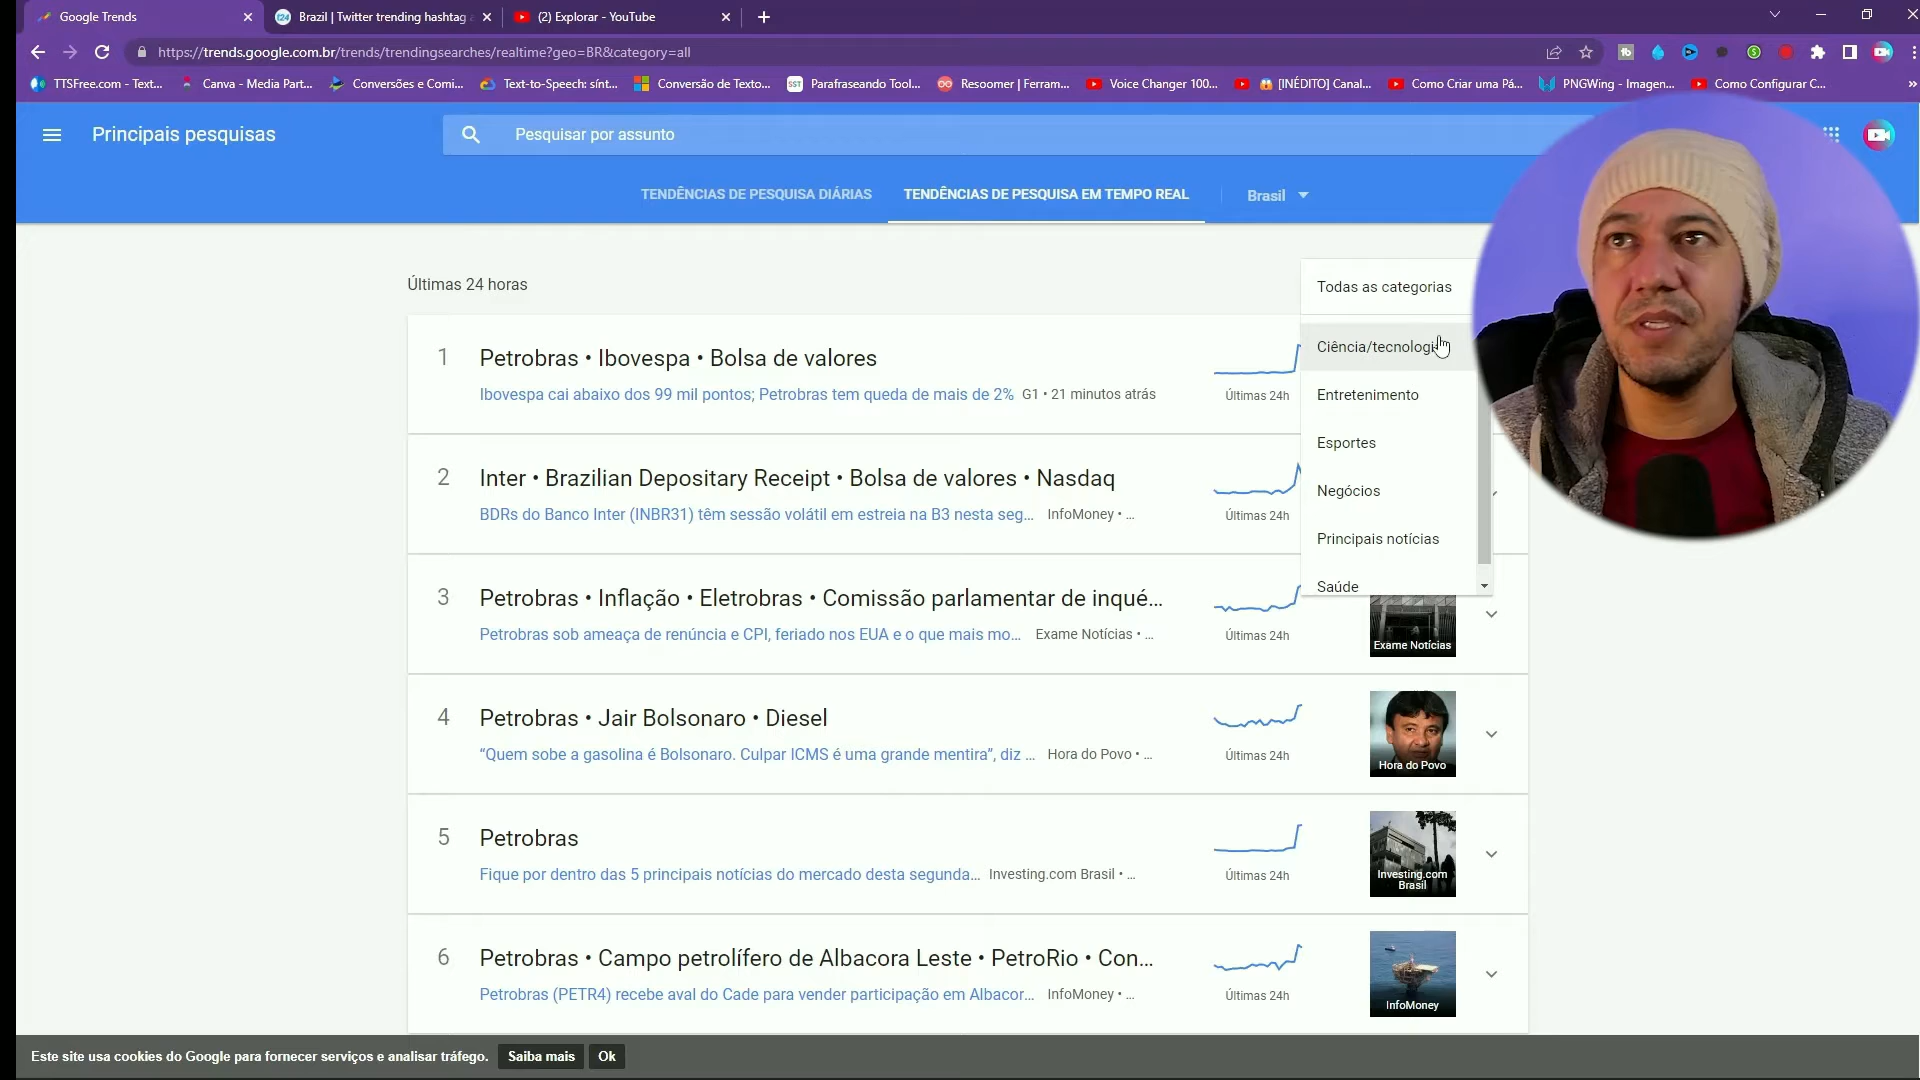 Google Trends
Brazil | Twitter trending hashtag a
(2) Explorar - YouTube
https://trends.google.com.br/trends/trendingsearches/realtime?geo=BR&category=all
TTSFree.com - Text...
Canva - Media Part...
Conversões e Comi...
Text-to-Speech: sínt...
Conversão de Texto...
Parafraseando Tool...
Resoomer | Ferram...
Voice Changer 100...
[INÉDITO] Canal...
Como Criar uma Pá...
PNGWing - Imagen...
Como Configurar C...
Principais pesquisas
Pesquisar por assunto
TENDÊNCIAS DE PESQUISA DIÁRIAS
TENDÊNCIAS DE PESQUISA EM TEMPO REAL
Brasil
Últimas 24 horas
Todas as categorias
Ciência/tecnologi
Entretenimento
Esportes
Negócios
Principais notícias
Saúde
1
Petrobras • Ibovespa • Bolsa de valores
Ibovespa cai abaixo dos 99 mil pontos; Petrobras tem queda de mais de 2% G1 • 21 minutos atrás
Últimas 24h
2
Inter • Brazilian Depositary Receipt • Bolsa de valores • Nasdaq
BDRs do Banco Inter (INBR31) têm sessão volátil em estreia na B3 nesta seg... InfoMoney • ...
Últimas 24h
3
Petrobras • Inflação • Eletrobras • Comissão parlamentar de inqué...
Petrobras sob ameaça de renúncia e CPI, feriado nos EUA e o que mais mo... Exame Notícias • ...
Últimas 24h
Exame Notícias
4
Petrobras • Jair Bolsonaro • Diesel
“Quem sobe a gasolina é Bolsonaro. Culpar ICMS é uma grande mentira”, diz ... Hora do Povo • ...
Últimas 24h
Hora do Povo
5
Petrobras
Fique por dentro das 5 principais notícias do mercado desta segunda... Investing.com Brasil • ...
Últimas 24h
Investing.com
Brasil
6
Petrobras • Campo petrolífero de Albacora Leste • PetroRio • Con...
Petrobras (PETR4) recebe aval do Cade para vender participação em Albacor... InfoMoney • ...
Últimas 24h
InfoMoney
Este site usa cookies do Google para fornecer serviços e analisar tráfego. Saiba mais Ok